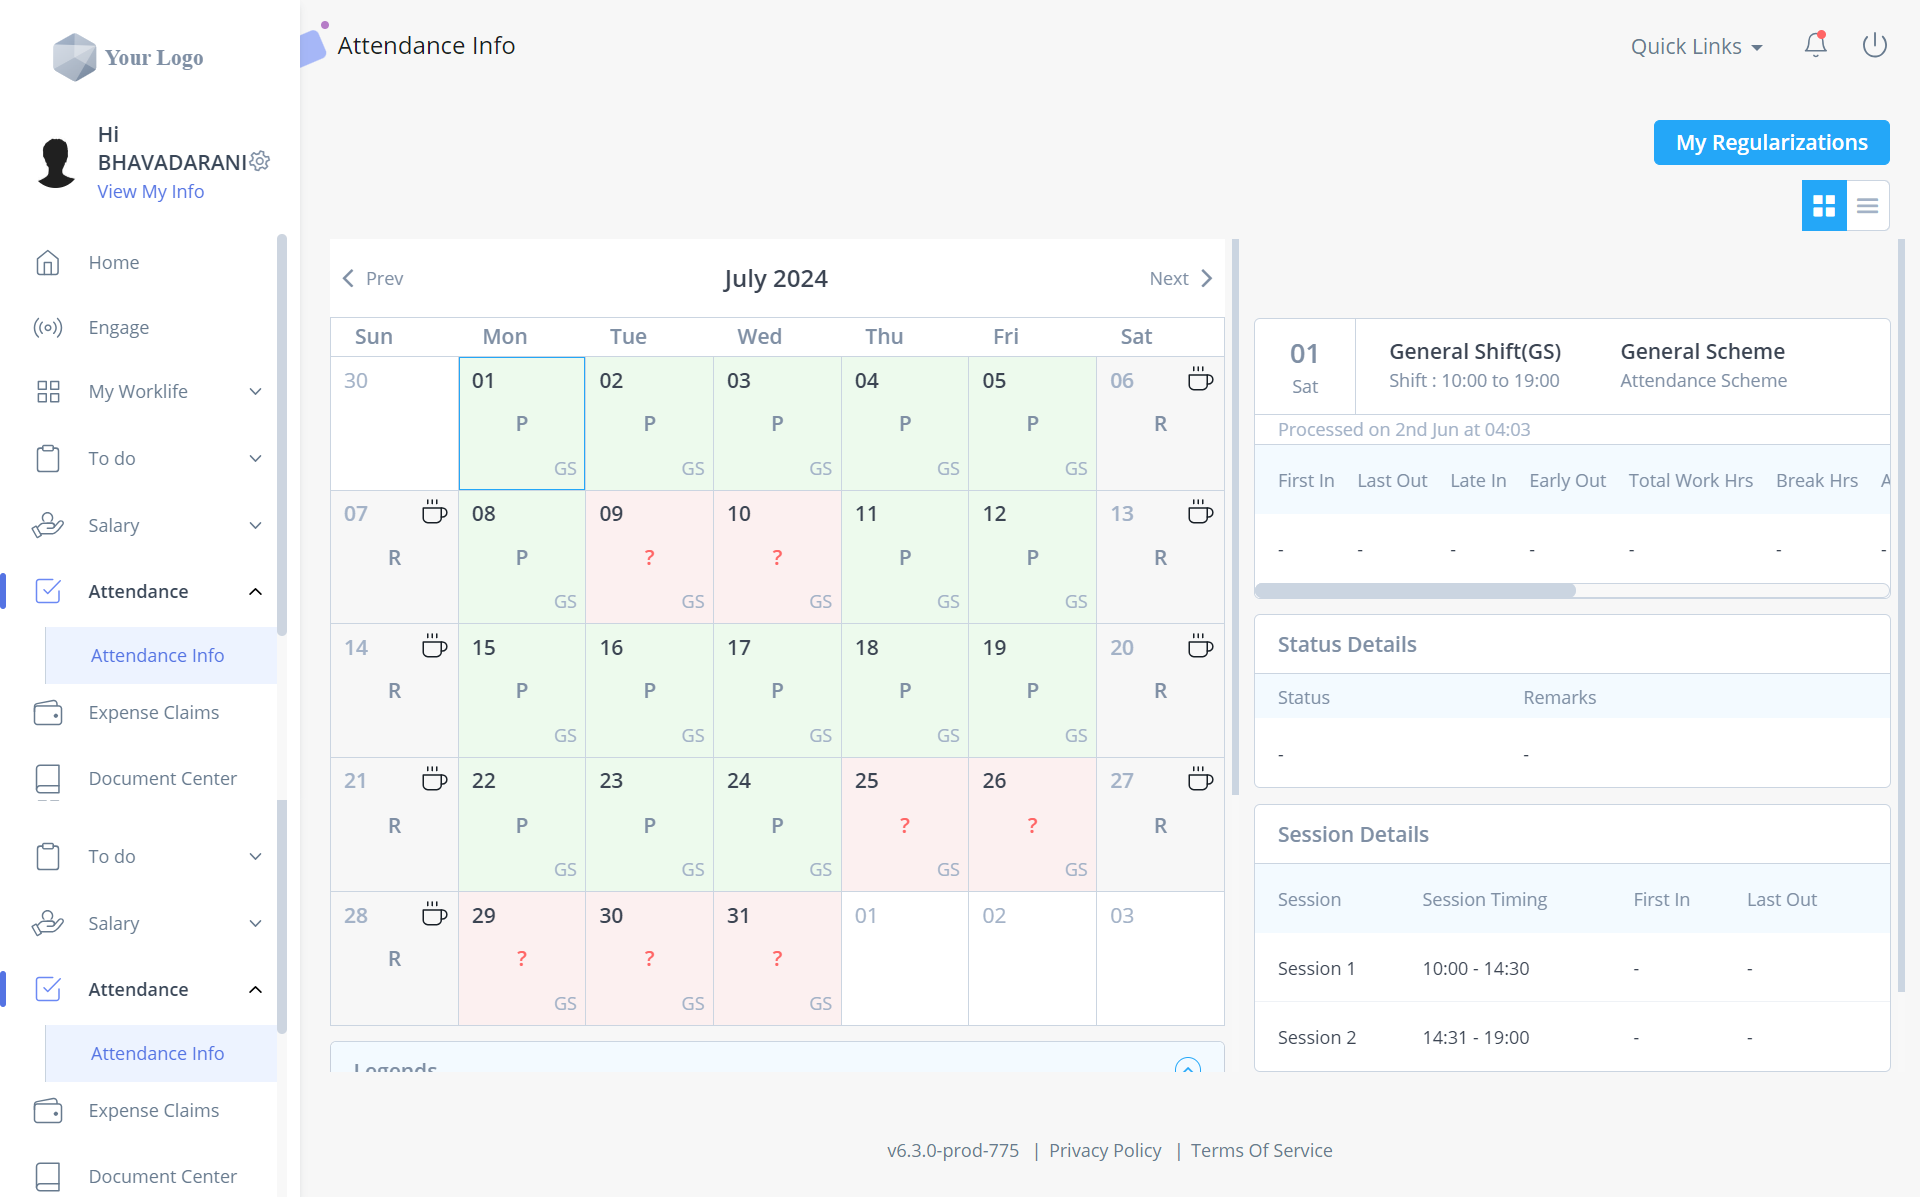 Your Logo
Hi
BHAVADARANI
View My Info
Home
Engage
My Worklife
To do
Salary
Attendance
Attendance Info
Expense Claims
Document Center
To do
Salary
Attendance
Attendance Info
Expense Claims
Document Center
Attendance Info
Quick Links
My Regularizations
Prev
July 2024
Next
Sun Mon Tue Wed Thu Fri Sat
30 01 02 03 04 05 06
P P P P P R
GS GS GS GS GS
07 08 09 10 11 12 13
R P ? ? P P R
GS GS GS GS GS
14 15 16 17 18 19 20
R P P P P P R
GS GS GS GS GS
21 22 23 24 25 26 27
R P P P ? ? R
GS GS GS GS GS
28 29 30 31 01 02 03
R ? ? ?
GS GS GS
Legends
01
Sat
General Shift(GS)
Shift : 10:00 to 19:00
General Scheme
Attendance Scheme
Processed on 2nd Jun at 04:03
First In Last Out Late In Early Out Total Work Hrs Break Hrs A
- - - - - - -
Status Details
Status Remarks
- -
Session Details
Session Session Timing First In Last Out
Session 1 10:00 - 14:30 - -
Session 2 14:31 - 19:00 - -
v6.3.0-prod-775 | Privacy Policy | Terms Of Service